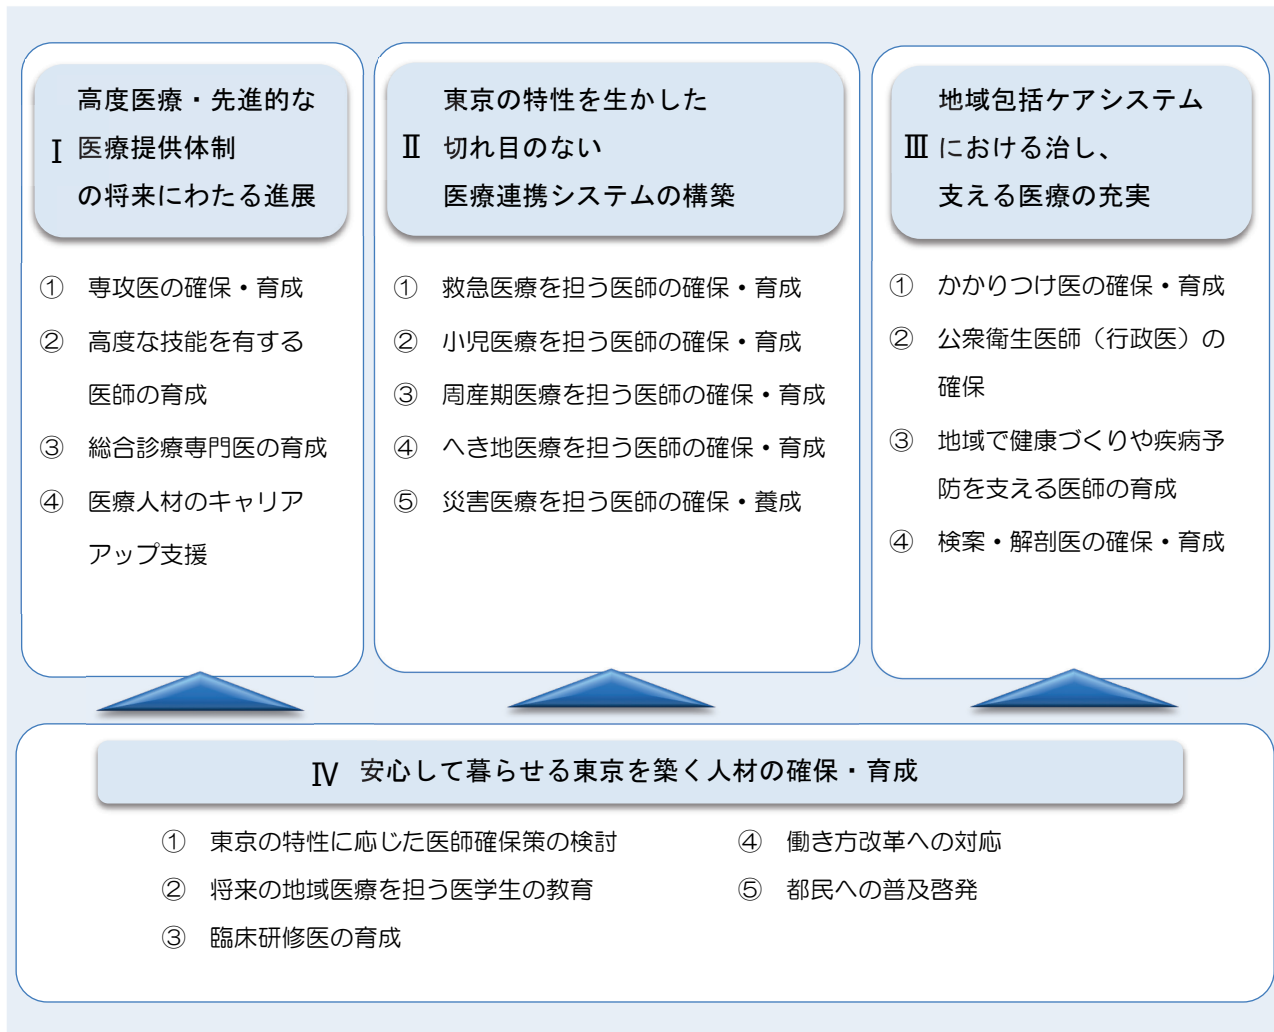 高度医療・先進的な
Ⅰ 医療提供体制
の将来にわたる進展
① 専攻医の確保・育成
② 高度な技能を有する
医師の育成
③ 総合診療専門医の育成
④ 医療人材のキャリア
アップ支援
東京の特性を生かした
Ⅱ 切れ目のない
医療連携システムの構築
① 救急医療を担う医師の確保・育成
② 小児医療を担う医師の確保・育成
③ 周産期医療を担う医師の確保・育成
④ へき地医療を担う医師の確保・育成
⑤ 災害医療を担う医師の確保・養成
地域包括ケアシステム
Ⅲ における治し、
支える医療の充実
① かかりつけ医の確保・育成
② 公衆衛生医師（行政医）の
確保
③ 地域で健康づくりや疾病予
防を支える医師の育成
④ 検案・解剖医の確保・育成
Ⅳ 安心して暮らせる東京を築く人材の確保・育成
① 東京の特性に応じた医師確保策の検討
② 将来の地域医療を担う医学生の教育
③ 臨床研修医の育成
④ 働き方改革への対応
⑤ 都民への普及啓発